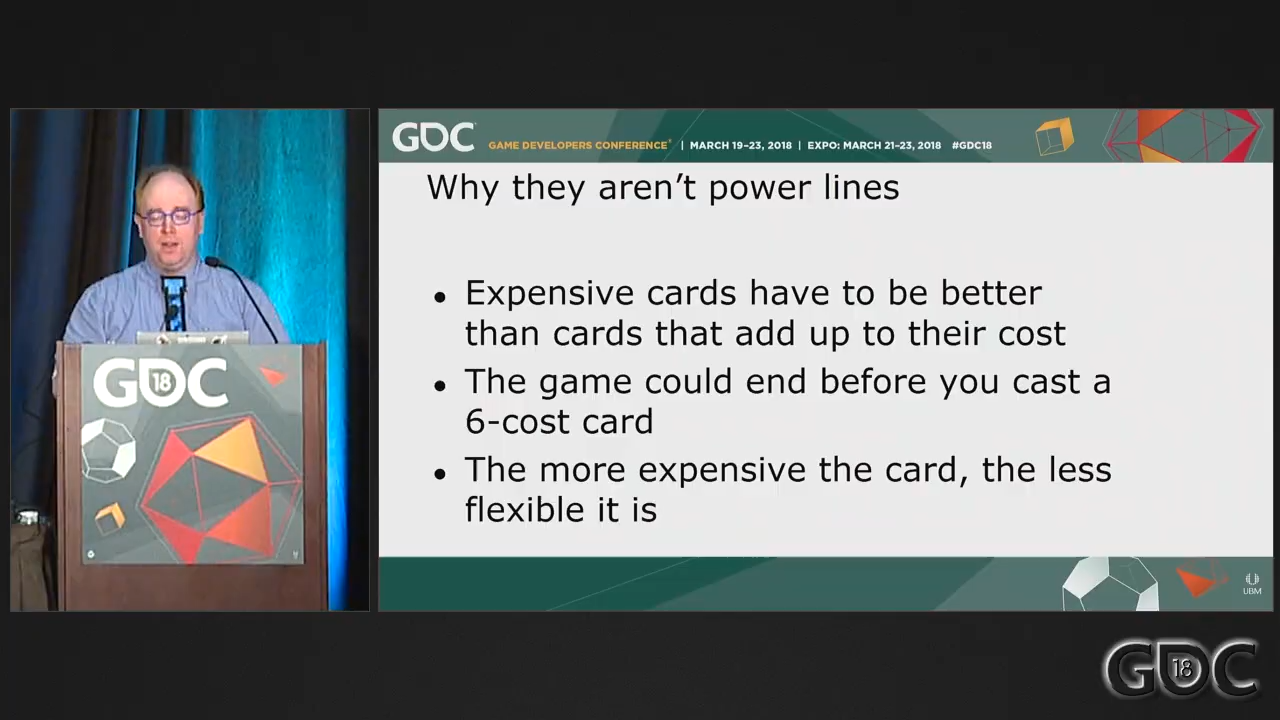 GDC
GAME DEVELOPERS CONFERENCE® | MARCH 19–23, 2018 | EXPO: MARCH 21–23, 2018 #GDC18
Why they aren’t power lines
● Expensive cards have to be better
than cards that add up to their cost
● The game could end before you cast a
6-cost card
● The more expensive the card, the less
flexible it is
UBM
GDC
18
GDC
18